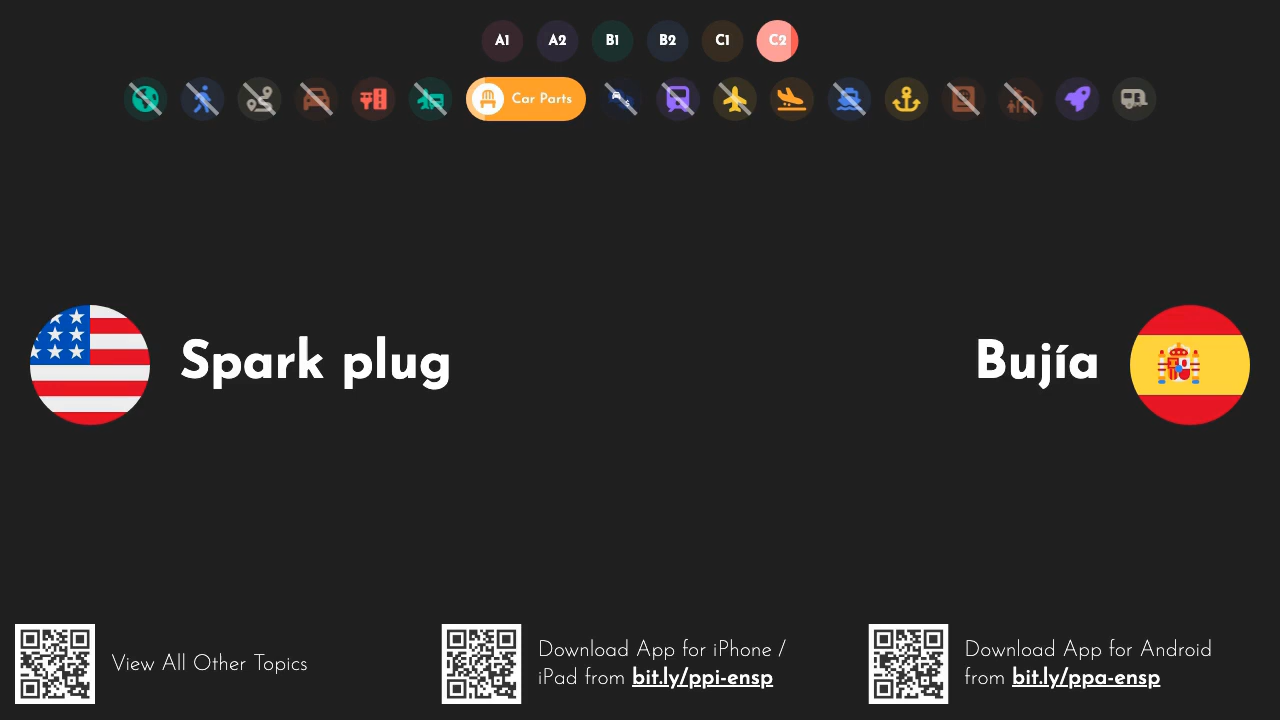 A1 A2 B1 B2 C1 C2
Car Parts
Spark plug
Bujía
View All Other Topics
Download App for iPhone /
iPad from bit.ly/ppi-ensp
Download App for Android
from bit.ly/ppa-ensp